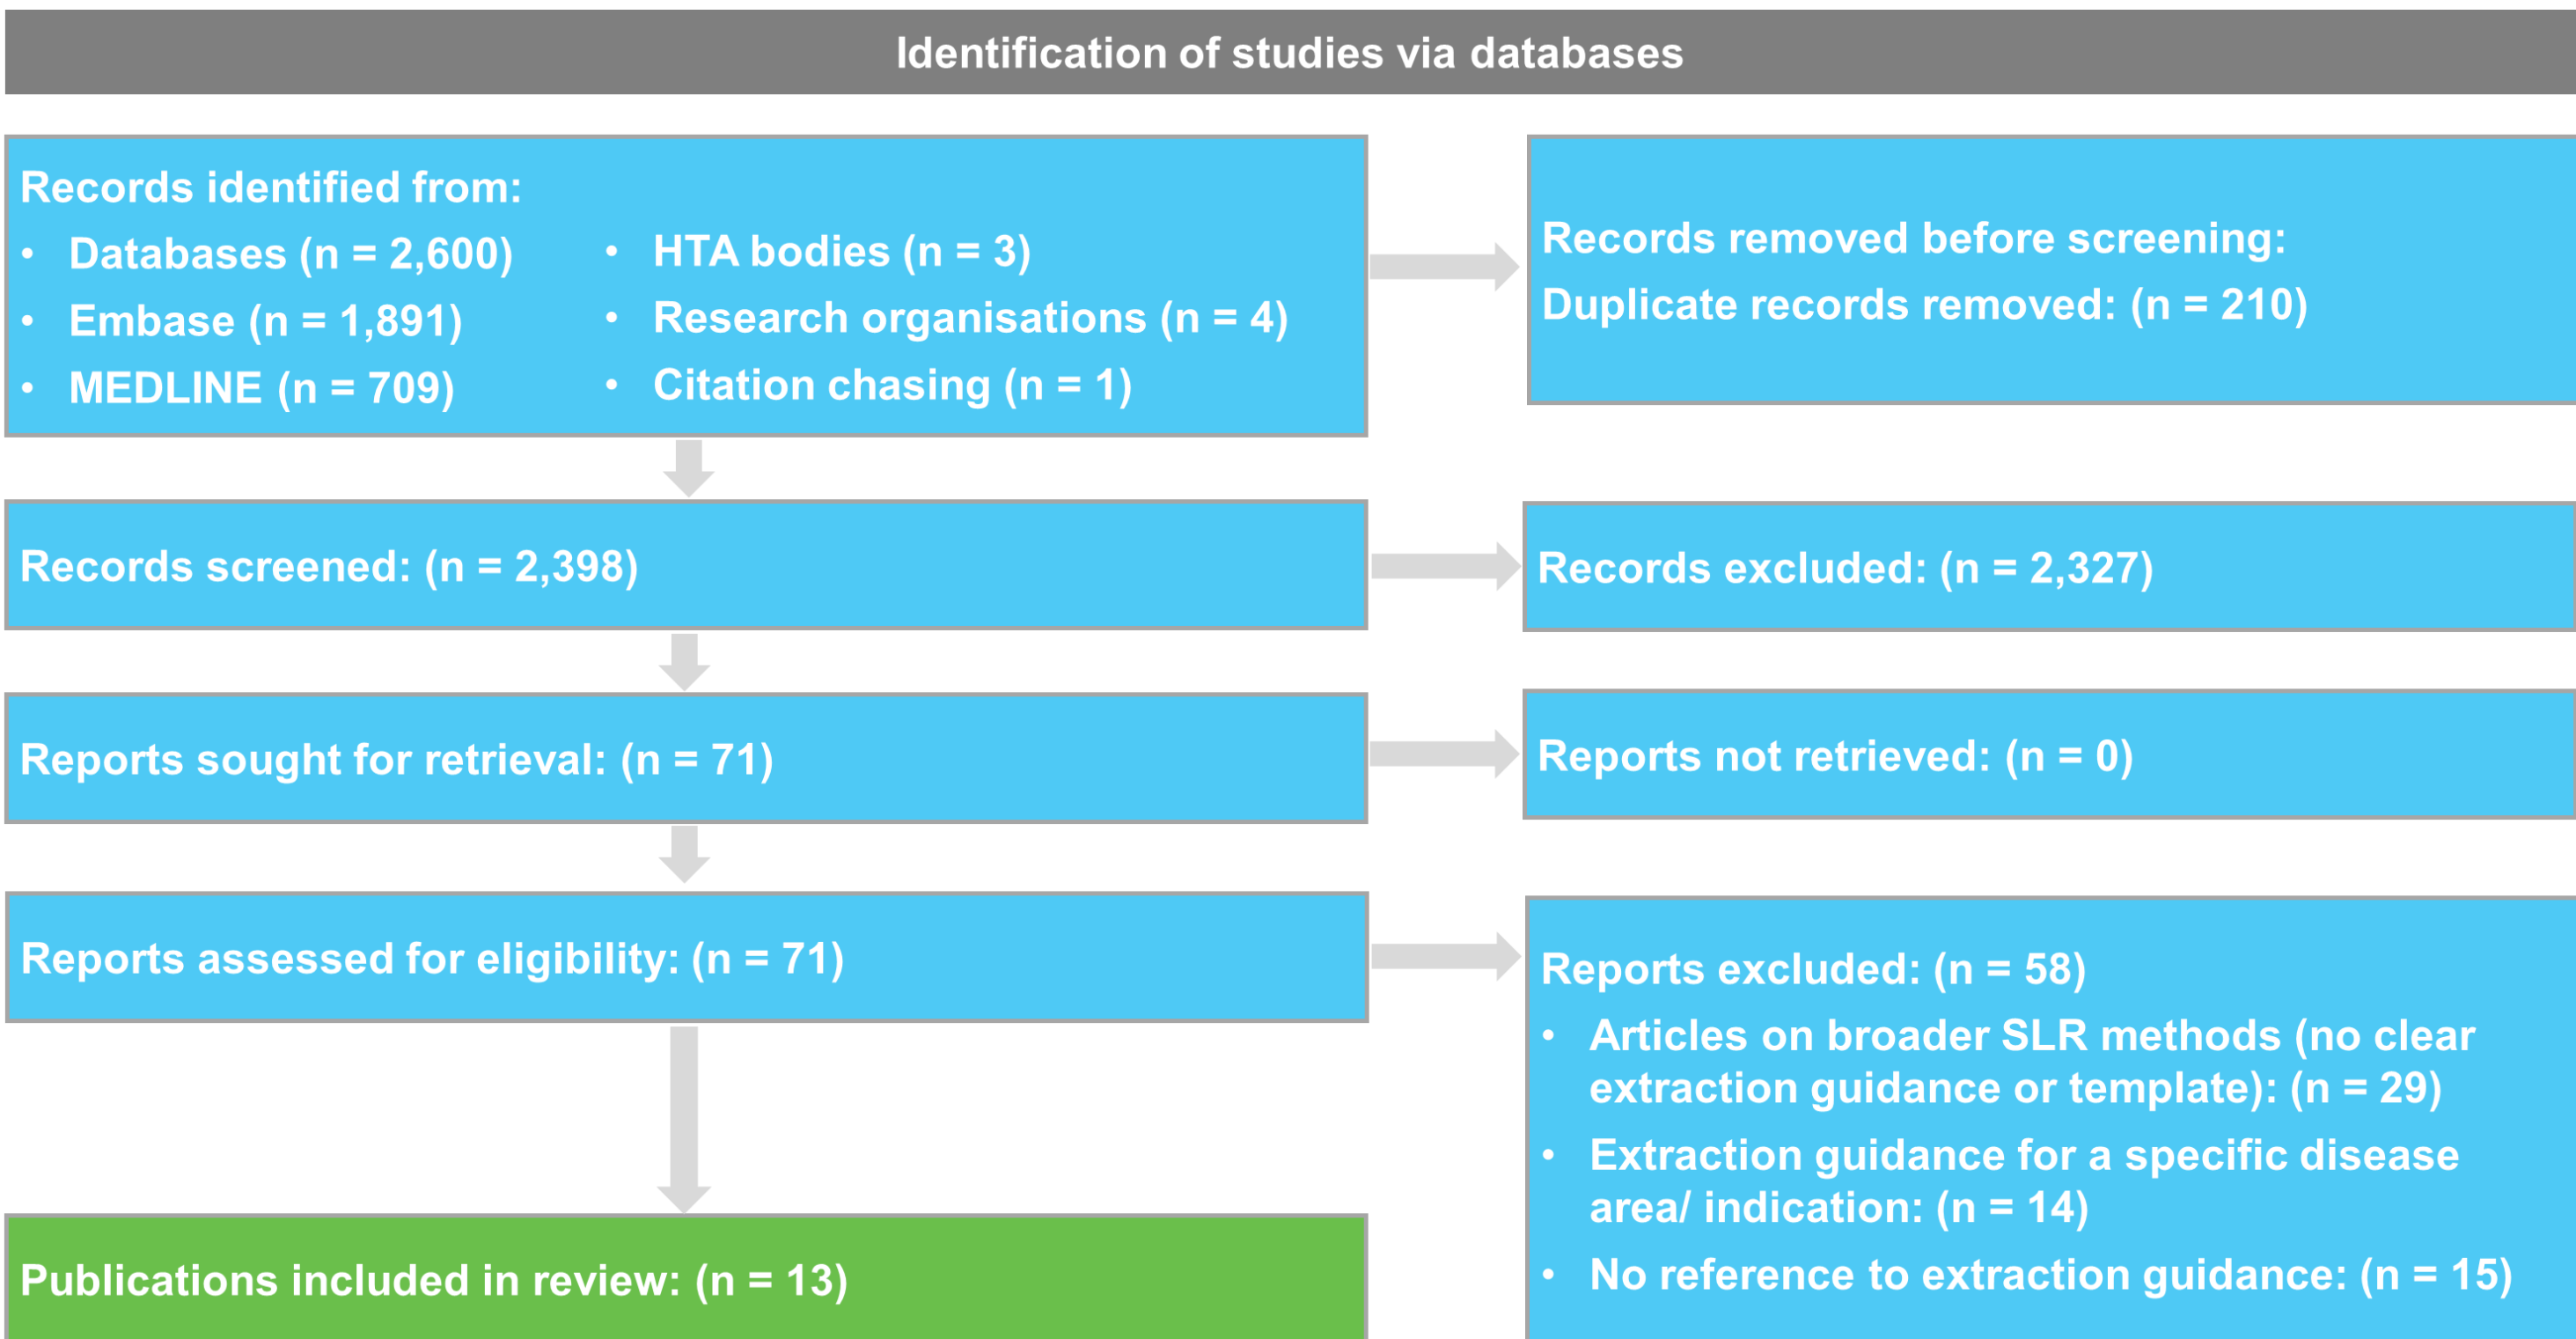 Identification of studies via databases
Records identified from:
• Databases (n = 2,600)
• Embase (n = 1,891)
• MEDLINE (n = 709)
• HTA bodies (n = 3)
• Research organisations (n = 4)
• Citation chasing (n = 1)
Records removed before screening:
Duplicate records removed: (n = 210)
Records screened: (n = 2,398)
Records excluded: (n = 2,327)
Reports sought for retrieval: (n = 71)
Reports not retrieved: (n = 0)
Reports assessed for eligibility: (n = 71)
Reports excluded: (n = 58)
• Articles on broader SLR methods (no clear
extraction guidance or template): (n = 29)
• Extraction guidance for a specific disease
area/ indication: (n = 14)
• No reference to extraction guidance: (n = 15)
Publications included in review: (n = 13)